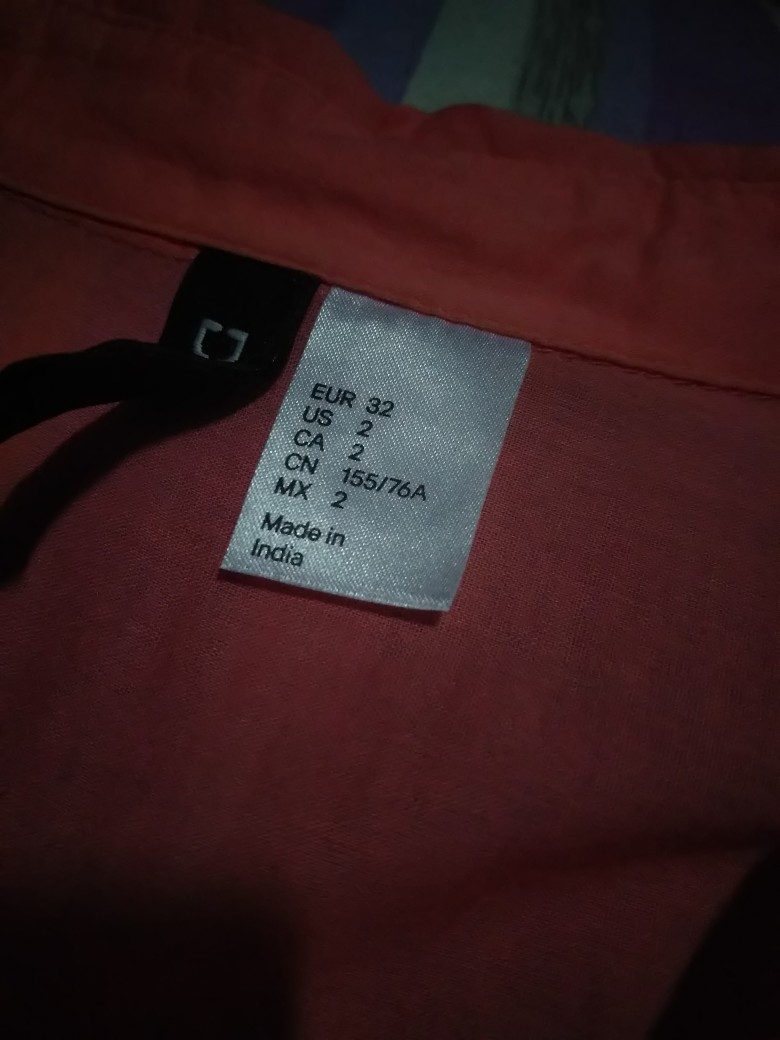 EUR 32
US 2
CA 2
CN 155/76A
MX 2
Made in
India